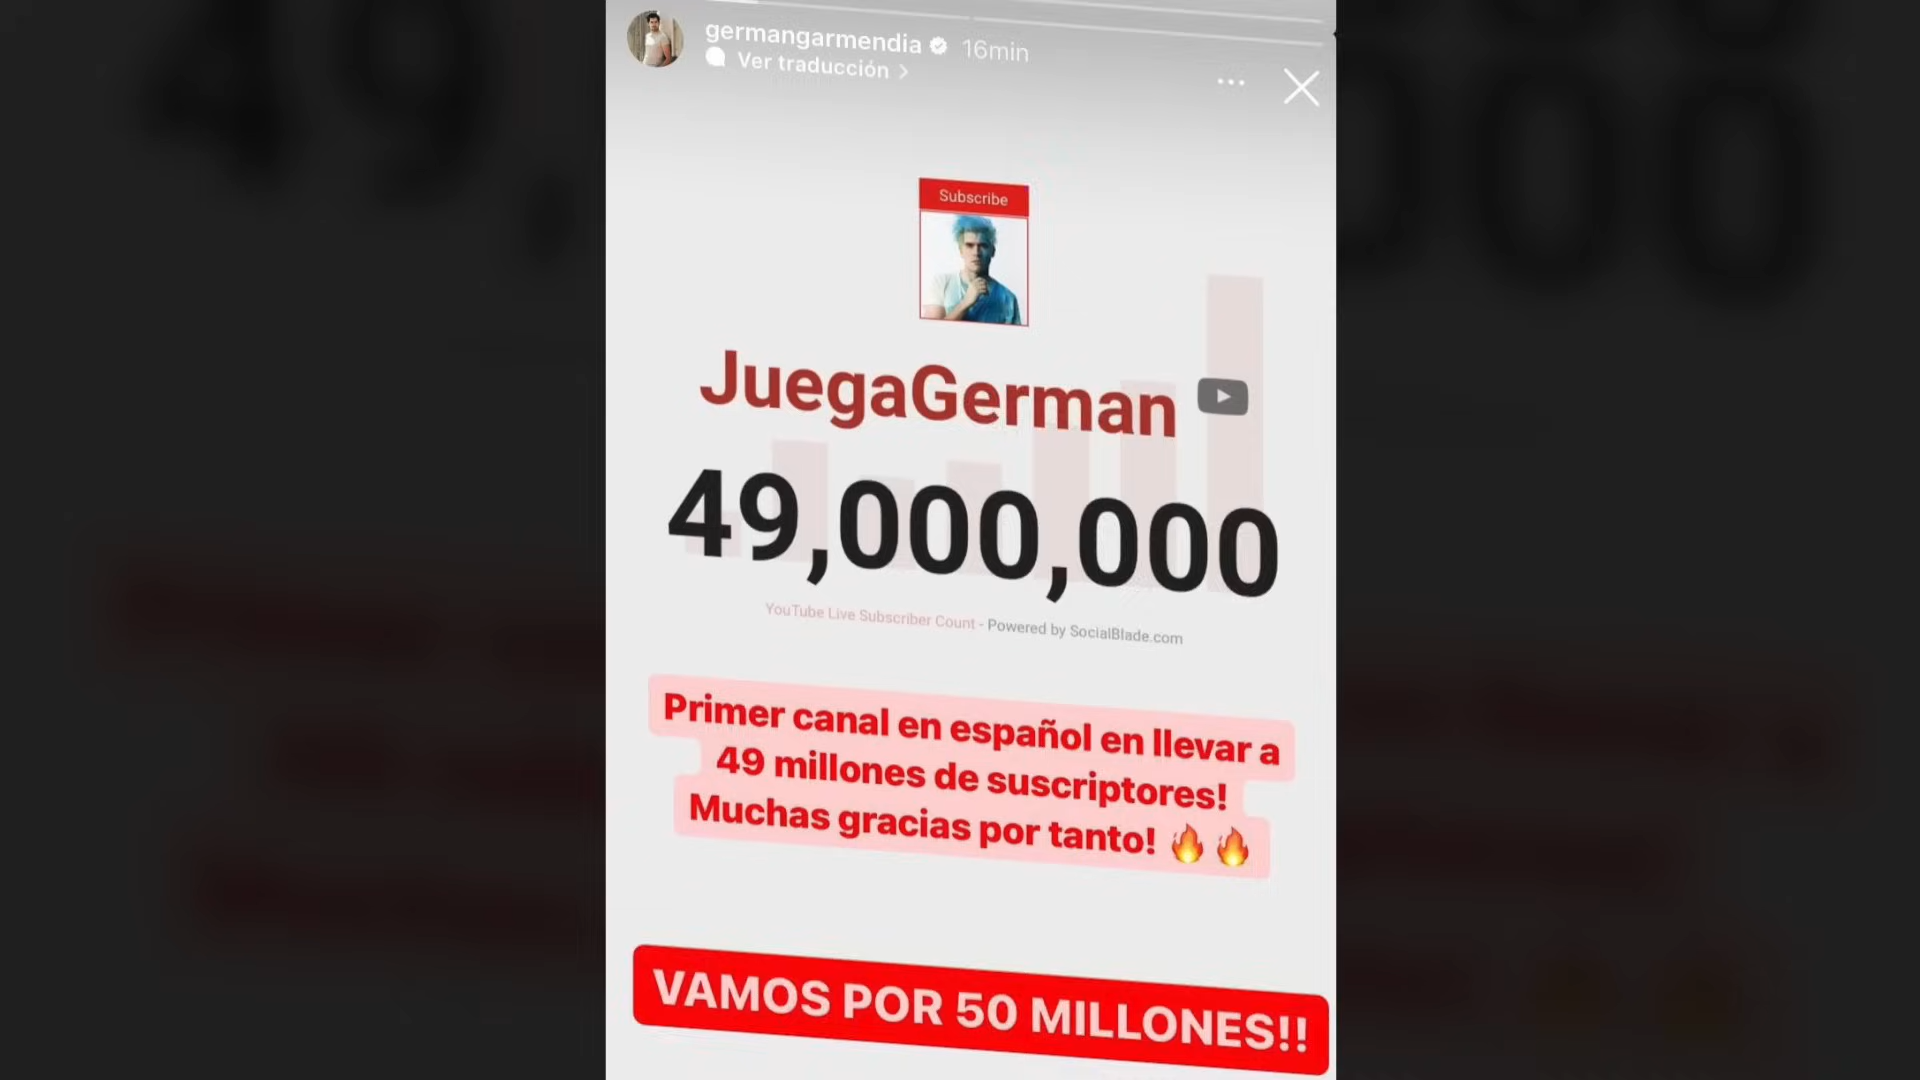 germangarmendia 16min
Ver traducción
Subscribe
JuegaGerman
49,000,000
YouTube Live Subscriber Count - Powered by SocialBlade.com
Primer canal en español en llevar a
49 millones de suscriptores!
Muchas gracias por tanto! 🔥🔥
VAMOS POR 50 MILLONES!!